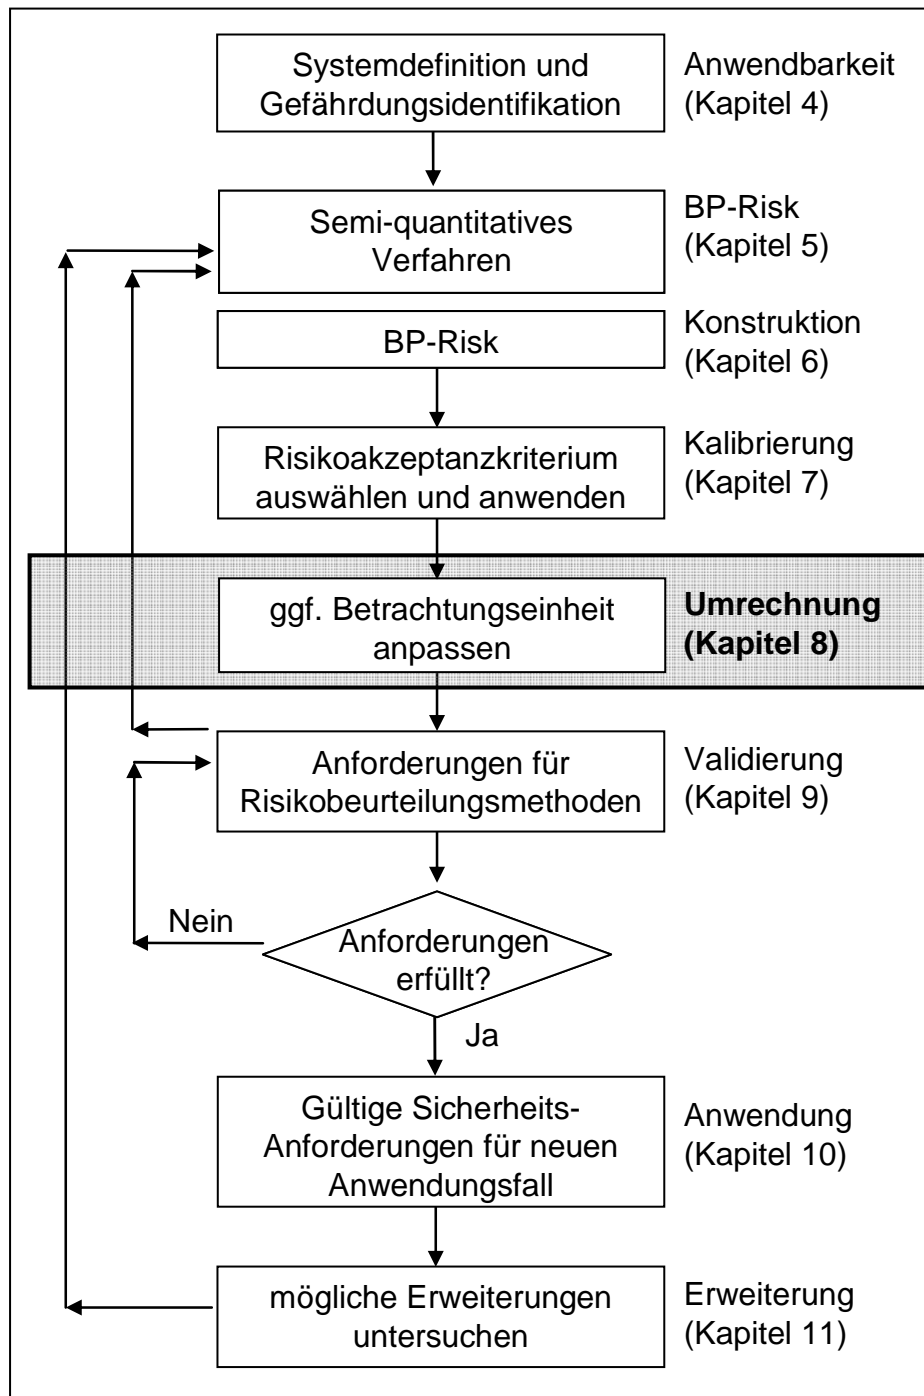 Systemdefinition und
Gefährdungsidentifikation
Anwendbarkeit
(Kapitel 4)
Semi-quantitatives
Verfahren
BP-Risk
(Kapitel 5)
BP-Risk
Konstruktion
(Kapitel 6)
Risikoakzeptanzkriterium
auswählen und anwenden
Kalibrierung
(Kapitel 7)
ggf. Betrachtungseinheit
anpassen
Umrechnung
(Kapitel 8)
Anforderungen für
Risikobeurteilungsmethoden
Validierung
(Kapitel 9)
Nein
Anforderungen
erfüllt?
Ja
Gültige Sicherheits-
Anforderungen für neuen
Anwendungsfall
Anwendung
(Kapitel 10)
mögliche Erweiterungen
untersuchen
Erweiterung
(Kapitel 11)